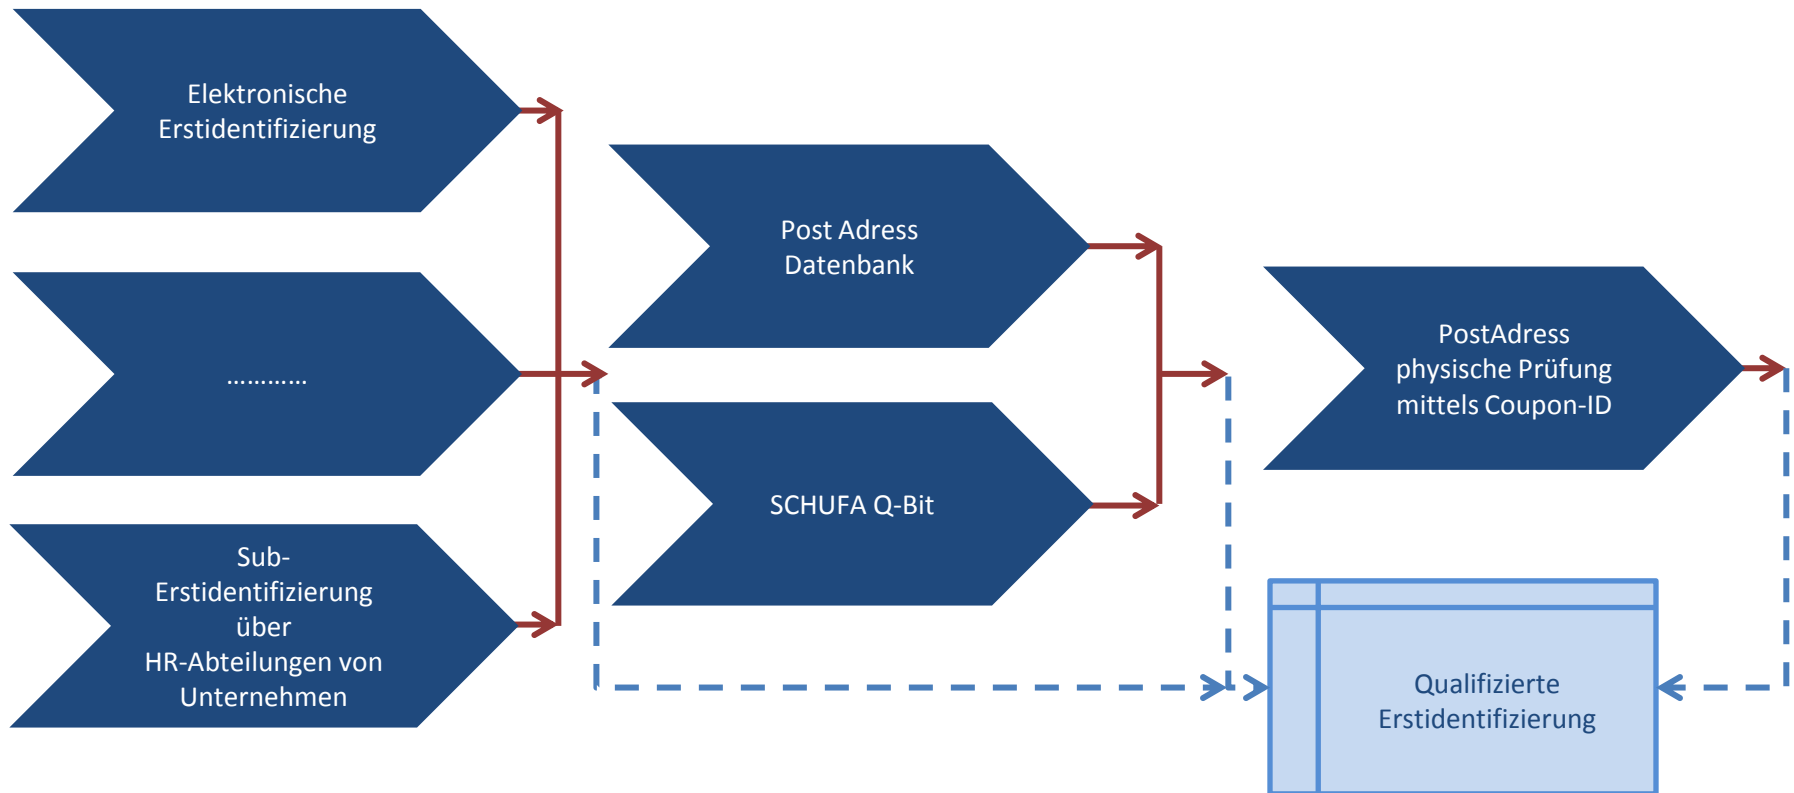 Elektronische
Erstidentifizierung
…………
Sub-
Erstidentifizierung
über
HR-Abteilungen von
Unternehmen
Post Adress
Datenbank
SCHUFA Q-Bit
PostAdress
physische Prüfung
mittels Coupon-ID
Qualifizierte
Erstidentifizierung